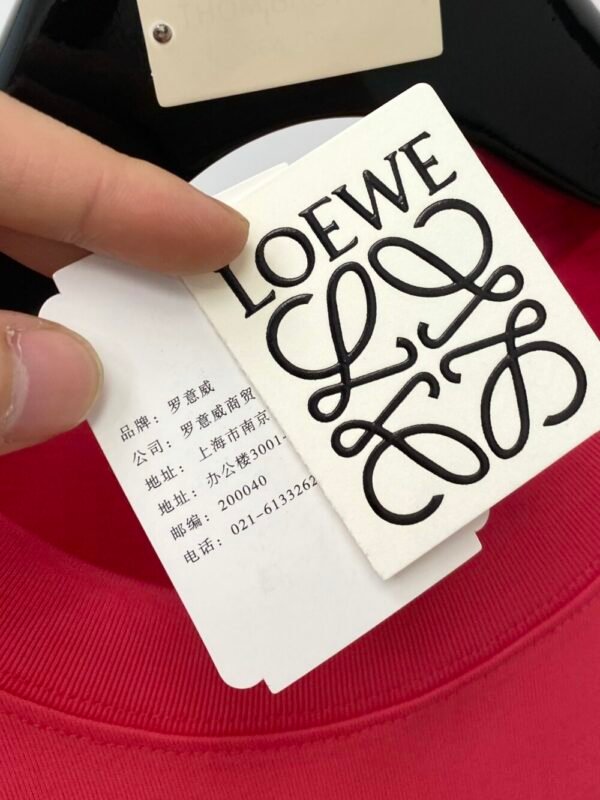 LOEWE
品牌：罗意威
公司：罗意威商贸
地址：上海市南京
地址：办公楼3001-
邮编：200040
电话：021-6133262